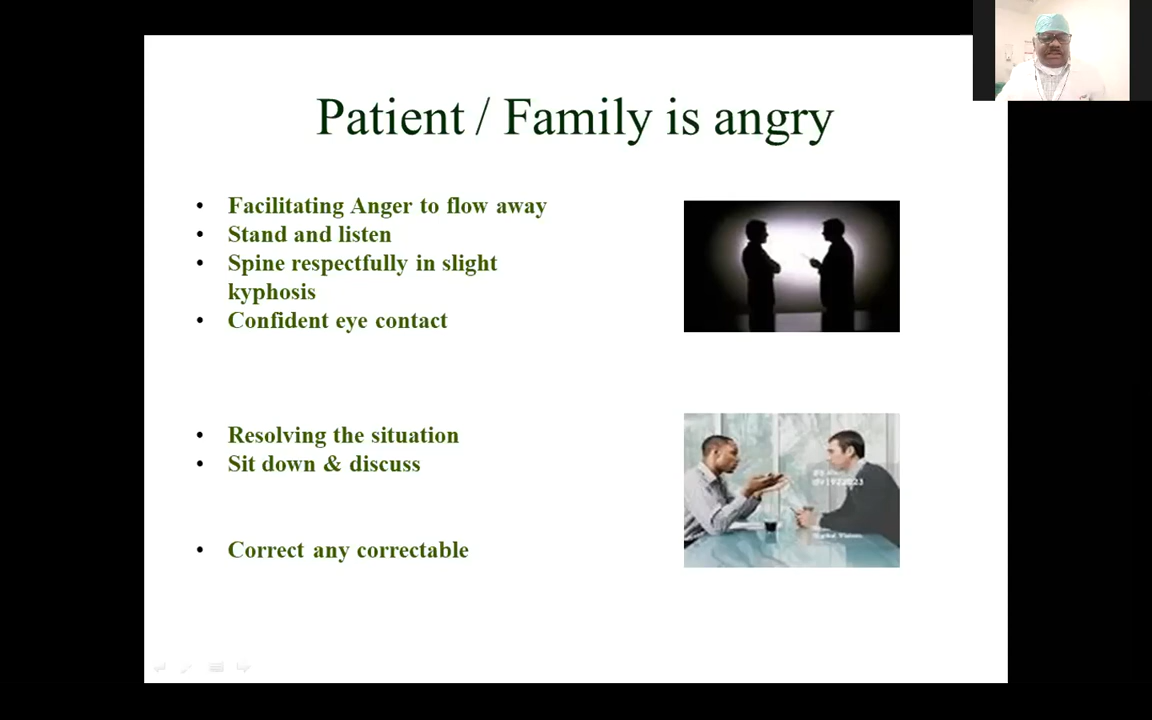 Patient / Family is angry
• Facilitating Anger to flow away
• Stand and listen
• Spine respectfully in slight
kyphosis
• Confident eye contact
• Resolving the situation
• Sit down & discuss
• Correct any correctable